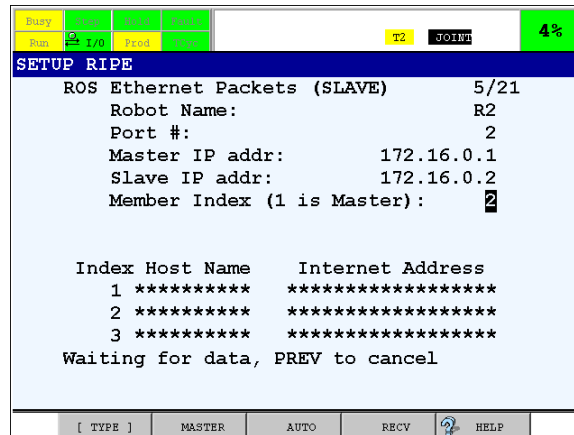 Busy Step Hold Fault
Run I/O Prod TCyc
T2 JOINT 4%
SETUP RIPE
ROS Ethernet Packets (SLAVE) 5/21
Robot Name: R2
Port #: 2
Master IP addr: 172.16.0.1
Slave IP addr: 172.16.0.2
Member Index (1 is Master): 2
Index Host Name Internet Address
1 ********** ******************
2 ********** ******************
3 ********** ******************
Waiting for data, PREV to cancel
[ TYPE ] MASTER AUTO RECV HELP